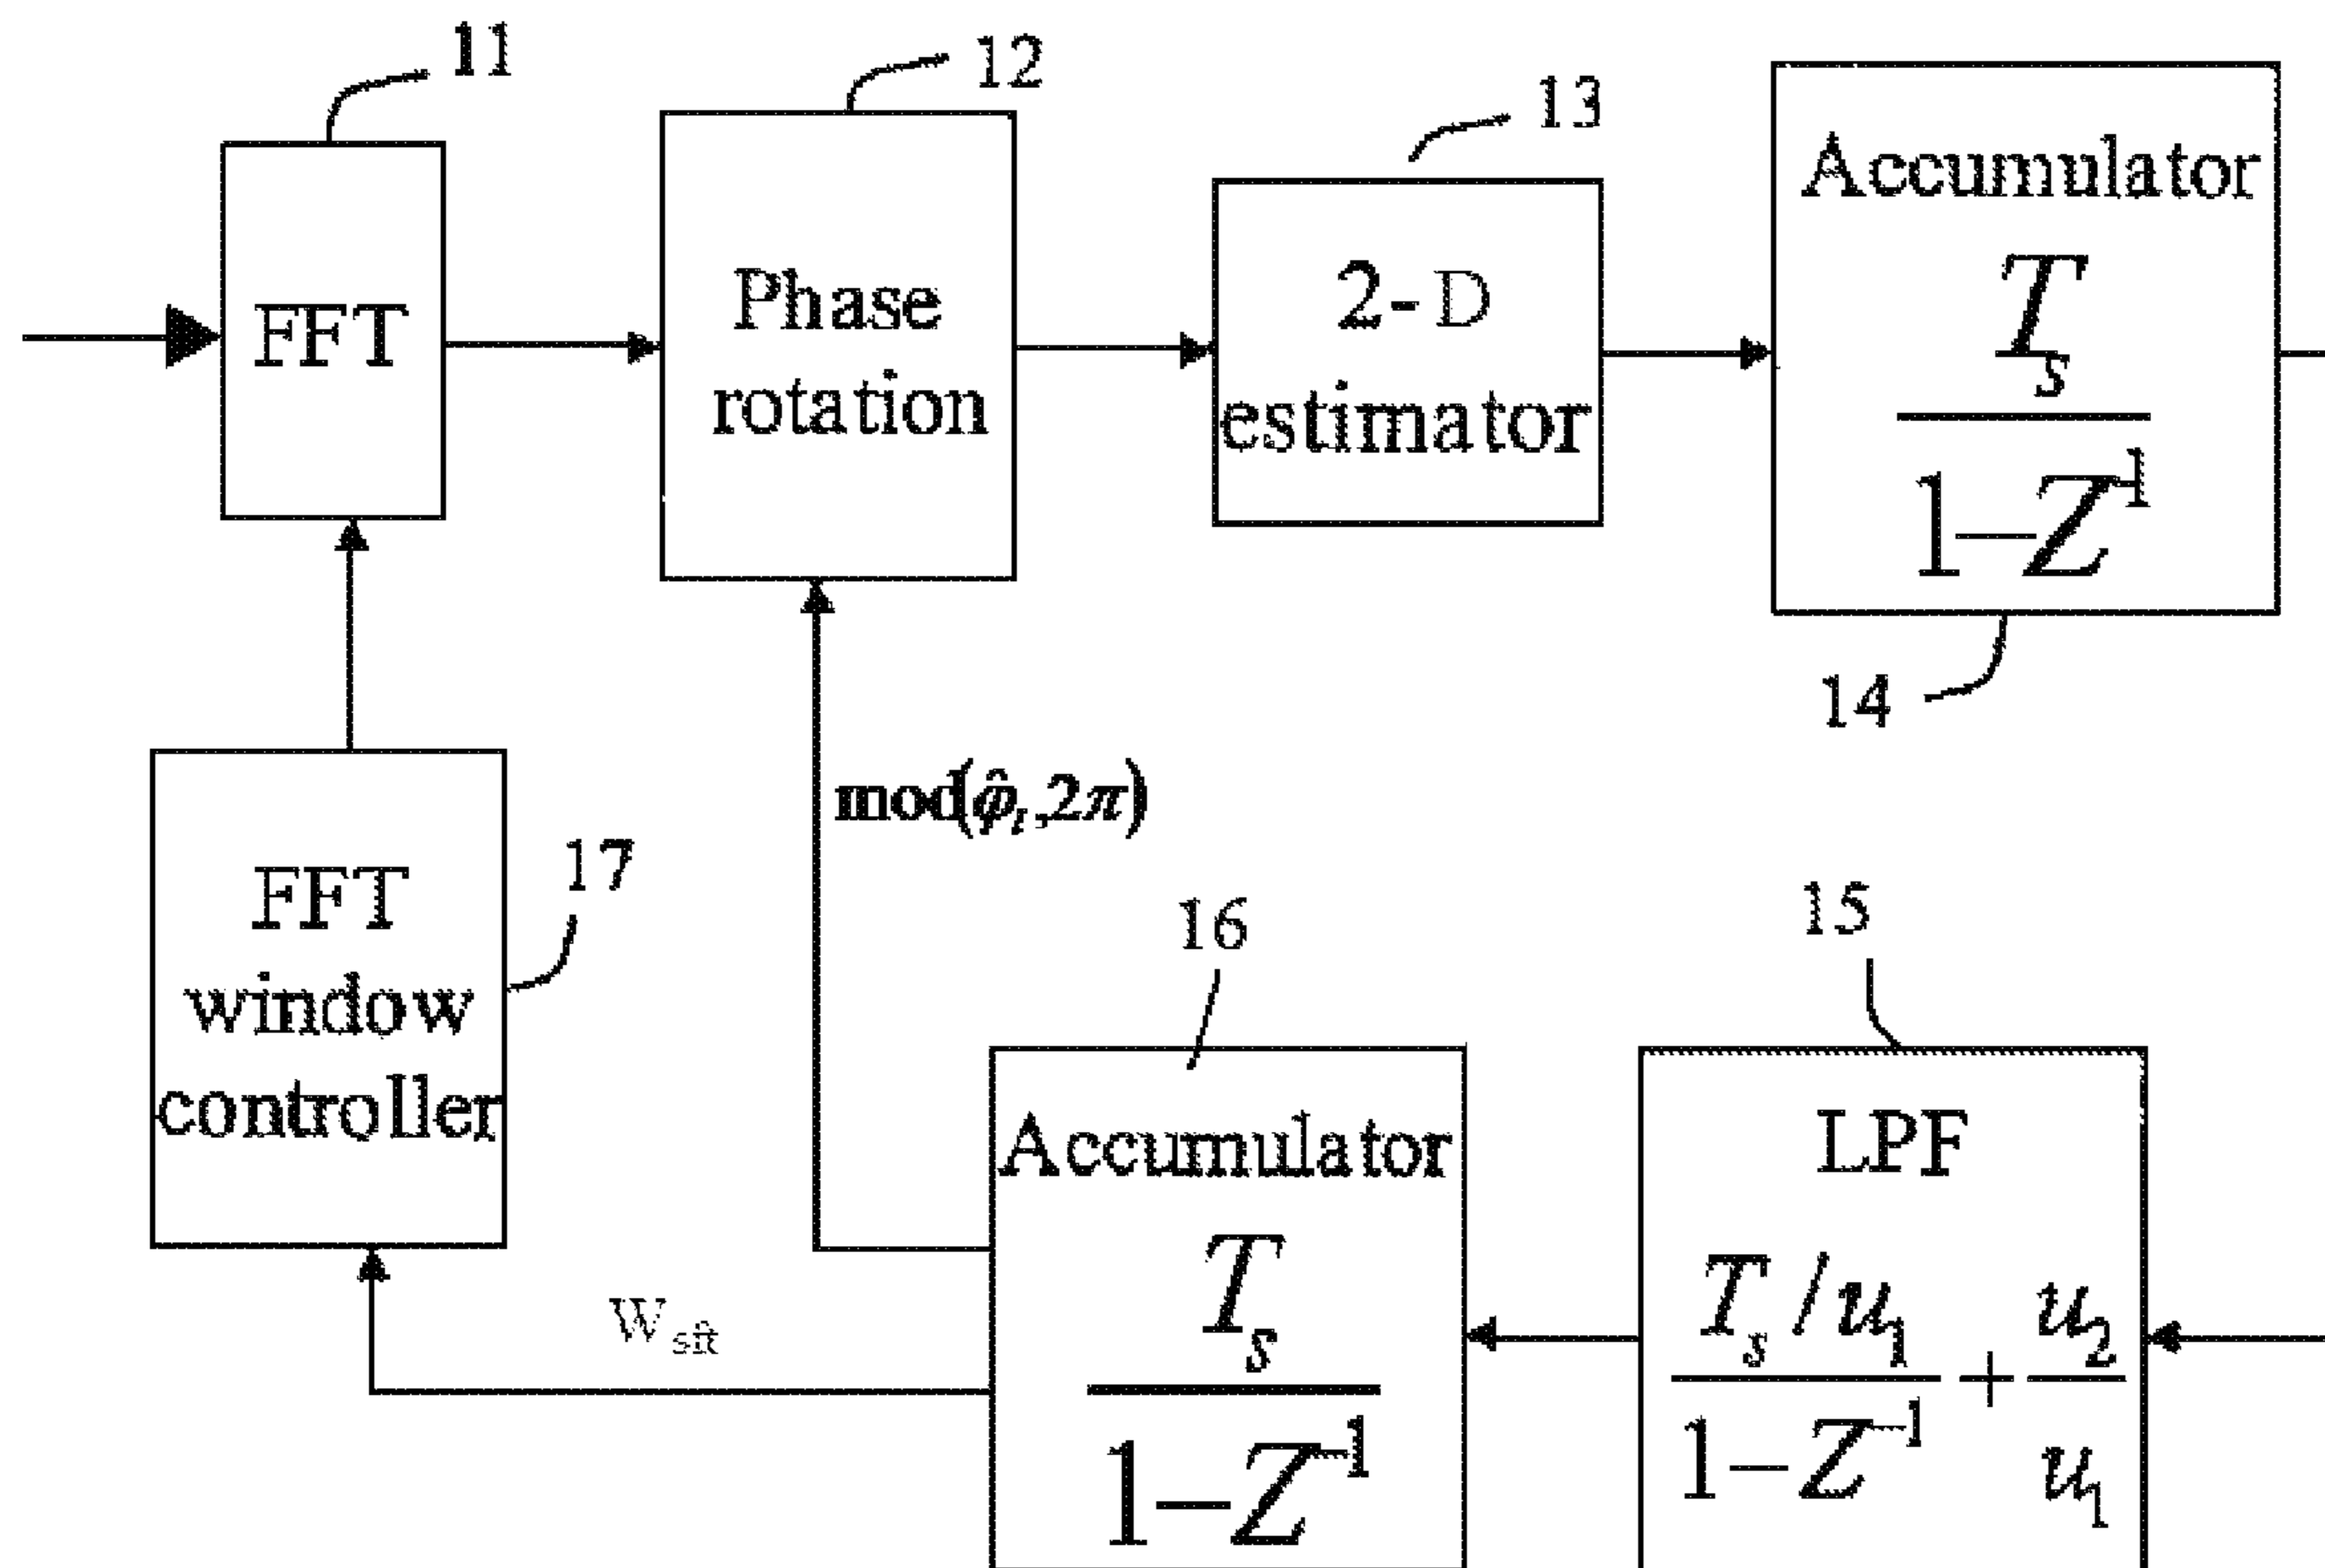 11
12
13
FFT
Phase
rotation
2-D
estimator
Accumulator
T_s
1-Z^-1
14
mod(φ̂_t,2π)
FFT
window
controller
17
16
Accumulator
T_s
1-Z^-1
15
LPF
T_s/u_1
1-Z^-1
+
u_2
u_1
W_sft